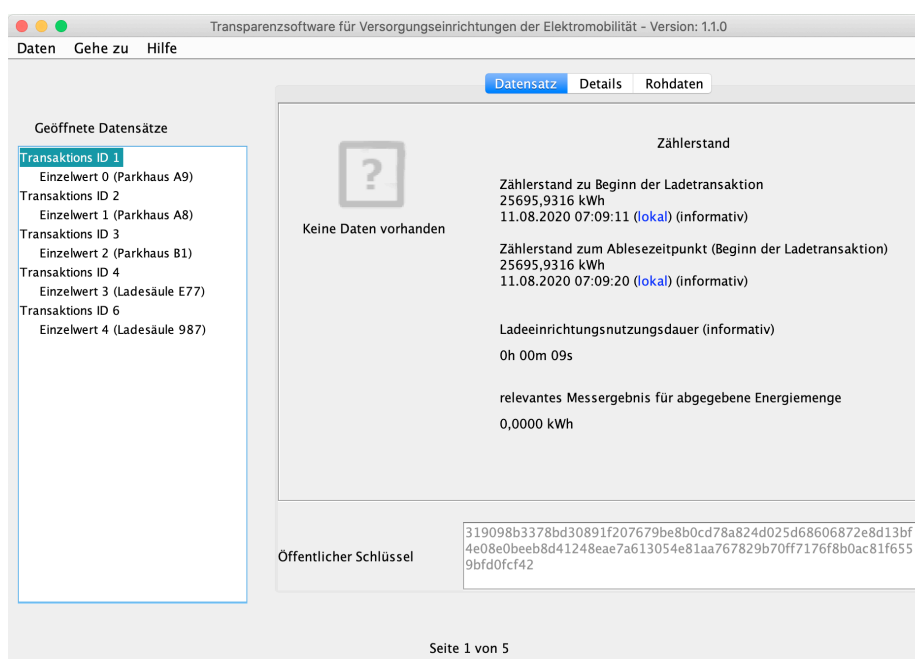 Transparenzsoftware für Versorgungseinrichtungen der Elektromobilität - Version: 1.1.0
Daten Gehe zu Hilfe
Datensatz Details Rohdaten
Geöffnete Datensätze
Transaktions ID 1
Einzelwert 0 (Parkhaus A9)
Transaktions ID 2
Einzelwert 1 (Parkhaus A8)
Transaktions ID 3
Einzelwert 2 (Parkhaus B1)
Transaktions ID 4
Einzelwert 3 (Ladesäule E77)
Transaktions ID 6
Einzelwert 4 (Ladesäule 987)
?
Keine Daten vorhanden
Zählerstand
Zählerstand zu Beginn der Ladetransaktion
25695,9316 kWh
11.08.2020 07:09:11 (lokal) (informativ)
Zählerstand zum Ablesezeitpunkt (Beginn der Ladetransaktion)
25695,9316 kWh
11.08.2020 07:09:20 (lokal) (informativ)
Ladeeinrichtungsnutzungsdauer (informativ)
0h 00m 09s
relevantes Messergebnis für abgegebene Energiemenge
0,0000 kWh
Öffentlicher Schlüssel
319098b3378bd30891f207679be8b0cd78a824d025d68606872e8d13bf
4e08e0beeb8d41248eae7a613054e81aa767829b70ff7176f8b0ac81f655
9bfd0fcf42
Seite 1 von 5